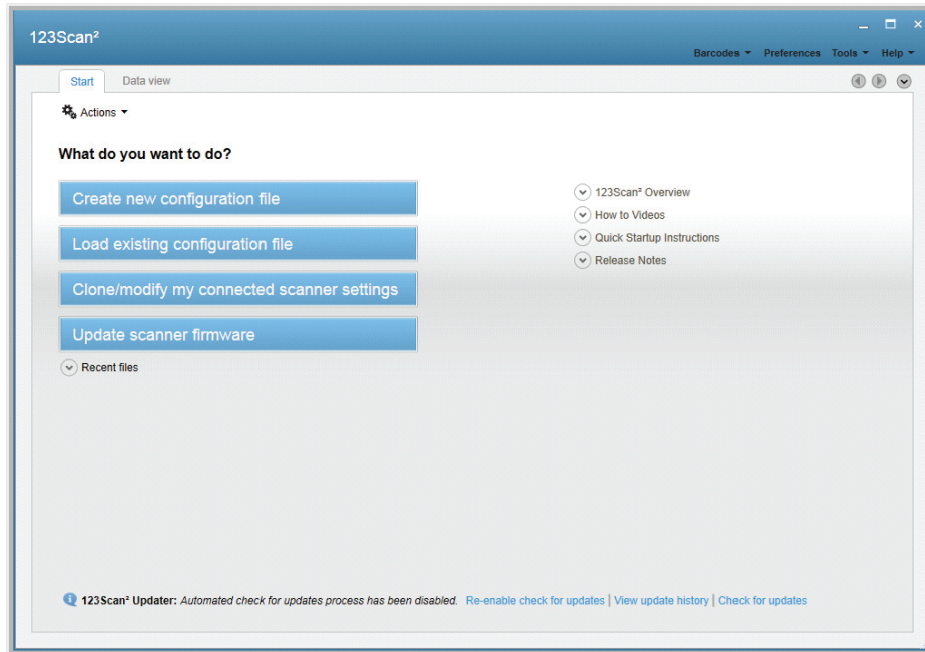 123Scan²
Barcodes Preferences Tools Help
Start Data view
Actions
What do you want to do?
Create new configuration file
Load existing configuration file
Clone/modify my connected scanner settings
Update scanner firmware
Recent files
123Scan² Overview
How to Videos
Quick Startup Instructions
Release Notes
123Scan² Updater: Automated check for updates process has been disabled. Re-enable check for updates | View update history | Check for updates